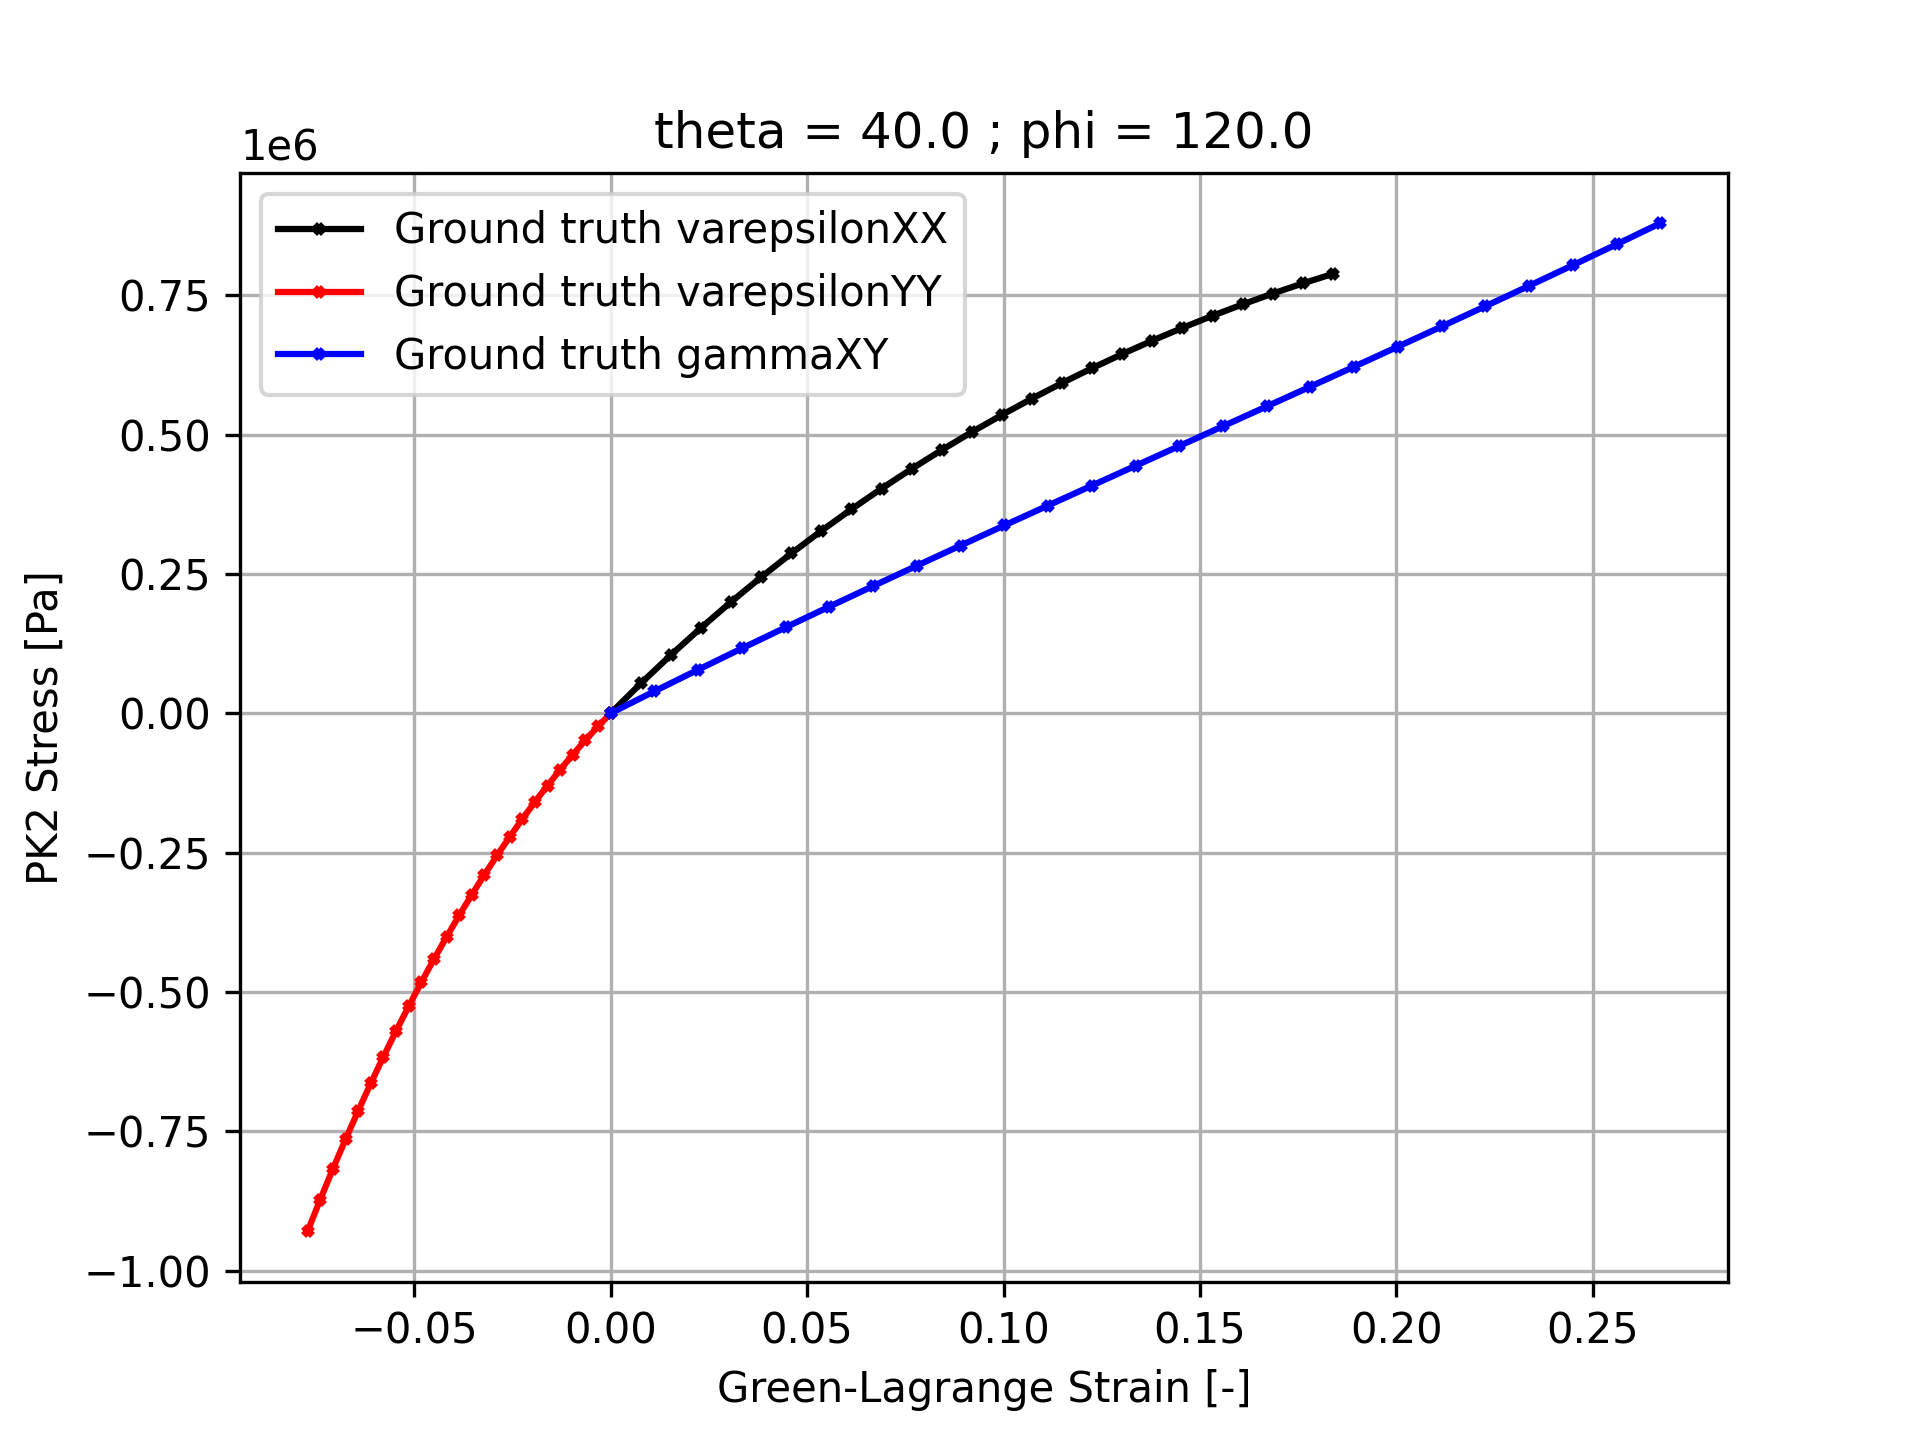 theta = 40.0 ; phi = 120.0
1e6
Ground truth varepsilonXX
Ground truth varepsilonYY
Ground truth gammaXY
0.75
0.50
0.25
0.00
−0.25
−0.50
−0.75
−1.00
PK2 Stress [Pa]
−0.05 0.00 0.05 0.10 0.15 0.20 0.25
Green-Lagrange Strain [-]